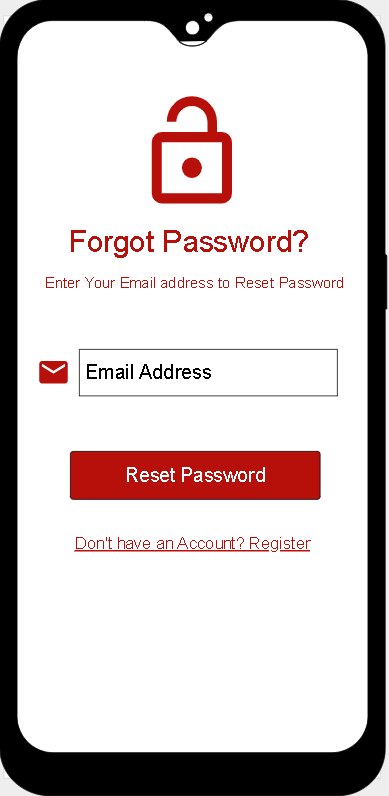 Forgot Password?
Enter Your Email address to Reset Password
Email Address
Reset Password
Don't have an Account? Register